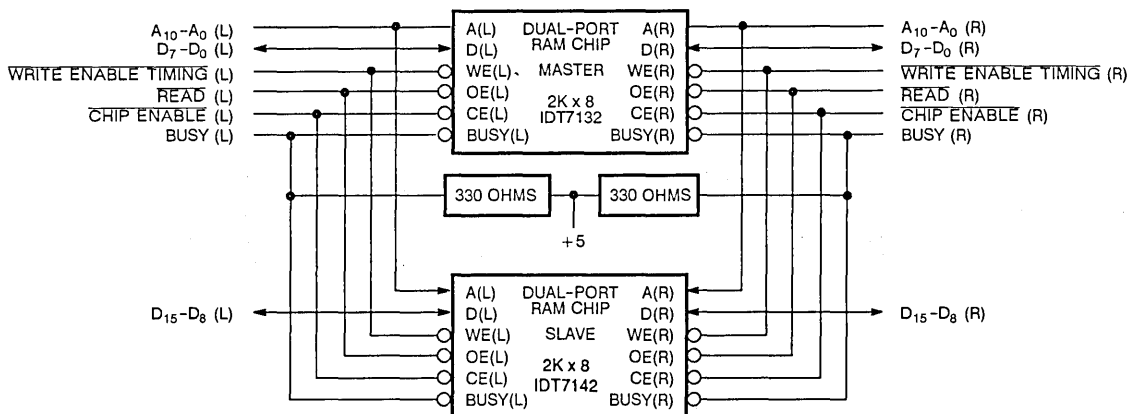 A10-A0 (L) A(L) DUAL-PORT A(R) A10-A0 (R)
D7-D0 (L) D(L) RAM CHIP D(R) D7-D0 (R)
WRITE ENABLE TIMING (L) WE(L) MASTER WE(R) WRITE ENABLE TIMING (R)
READ (L) OE(L) OE(R) READ (R)
CHIP ENABLE (L) CE(L) 2K x 8 CE(R) CHIP ENABLE (R)
BUSY (L) BUSY(L) IDT7132 BUSY(R) BUSY (R)
330 OHMS 330 OHMS
+5
A(L) DUAL-PORT A(R)
D15-D8 (L) D(L) RAM CHIP D(R) D15-D8 (R)
WE(L) SLAVE WE(R)
OE(L) OE(R)
CE(L) 2K x 8 CE(R)
BUSY(L) IDT7142 BUSY(R)